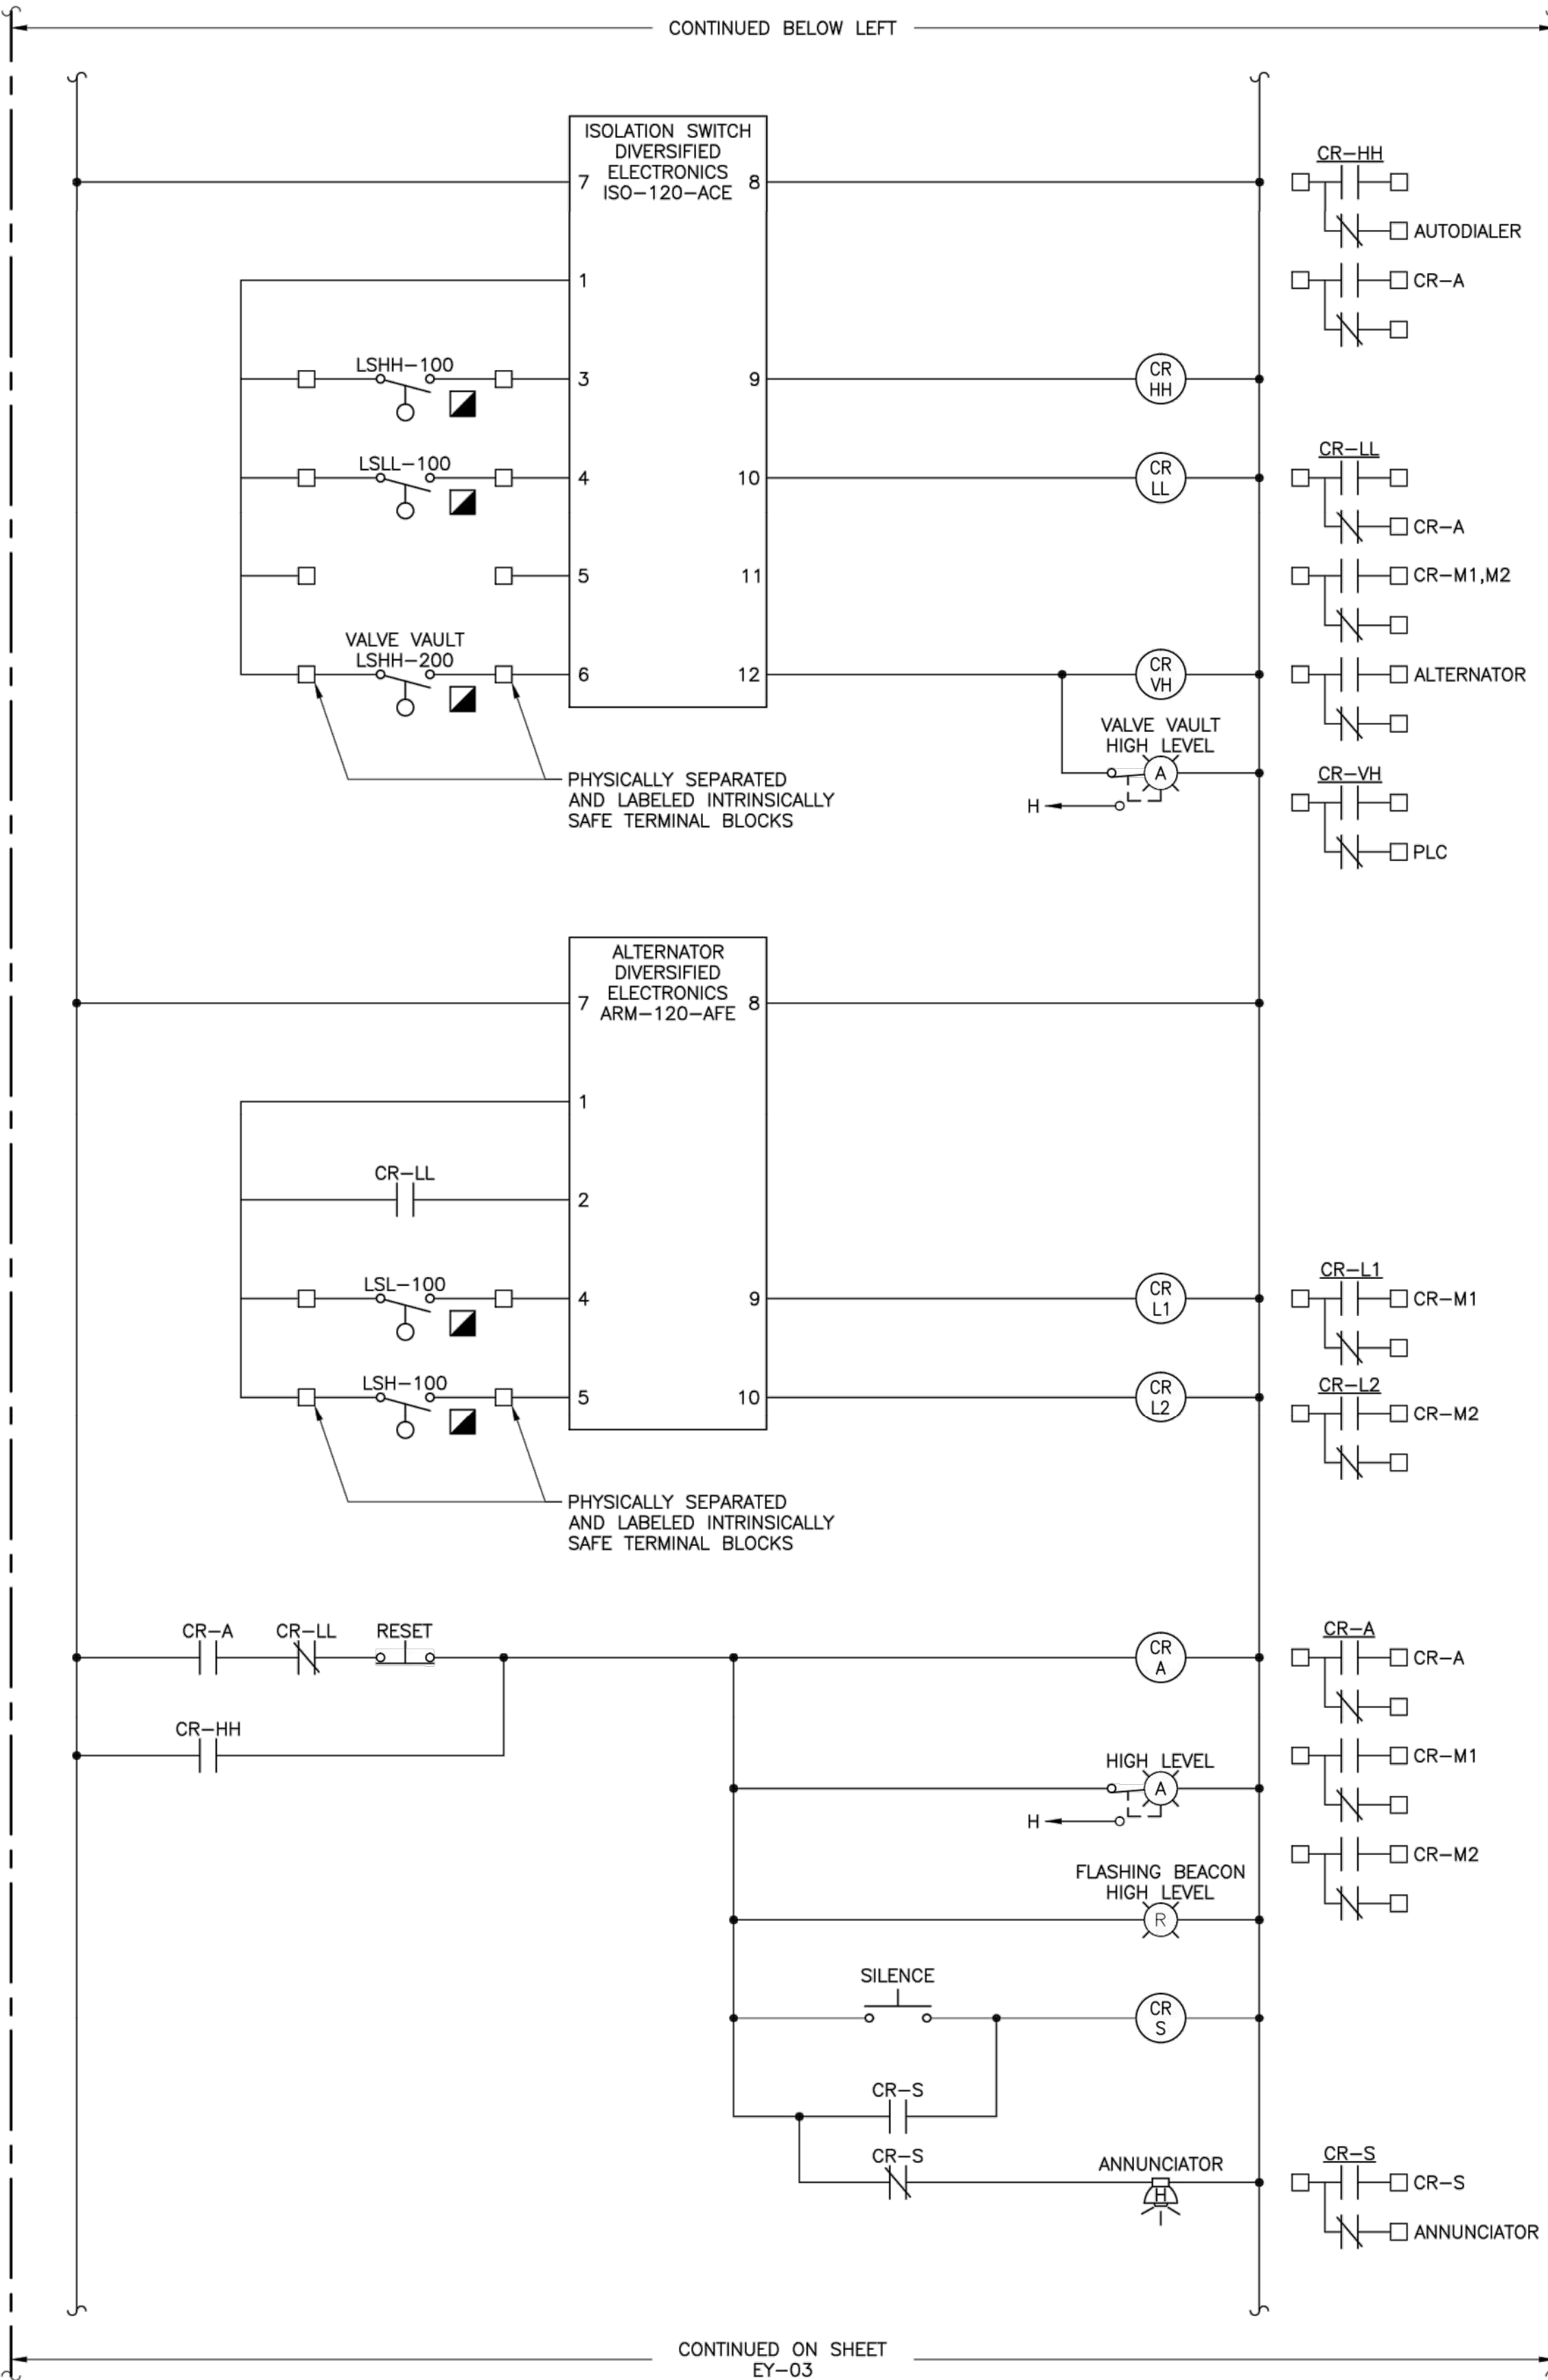 CONTINUED BELOW LEFT
ISOLATION SWITCH
DIVERSIFIED
ELECTRONICS
ISO-120-ACE
7
8
1
LSHH-100
3
9
CR
HH
LSLL-100
4
10
CR
LL
5
11
VALVE VAULT
LSHH-200
6
12
CR
VH
VALVE VAULT
HIGH LEVEL
A
H
PHYSICALLY SEPARATED
AND LABELED INTRINSICALLY
SAFE TERMINAL BLOCKS
CR-HH
AUTODIALER
CR-A
CR-LL
CR-A
CR-M1,M2
ALTERNATOR
CR-VH
PLC
ALTERNATOR
DIVERSIFIED
ELECTRONICS
ARM-120-AFE
7
8
1
CR-LL
2
LSL-100
4
9
CR
L1
LSH-100
5
10
CR
L2
PHYSICALLY SEPARATED
AND LABELED INTRINSICALLY
SAFE TERMINAL BLOCKS
CR-L1
CR-M1
CR-L2
CR-M2
CR-A
CR-LL
RESET
CR
A
CR-HH
HIGH LEVEL
A
H
FLASHING BEACON
HIGH LEVEL
R
SILENCE
CR
S
CR-S
CR-S
ANNUNCIATOR
H
CR-A
CR-A
CR-M1
CR-M2
CR-S
CR-S
ANNUNCIATOR
CONTINUED ON SHEET
EY-03